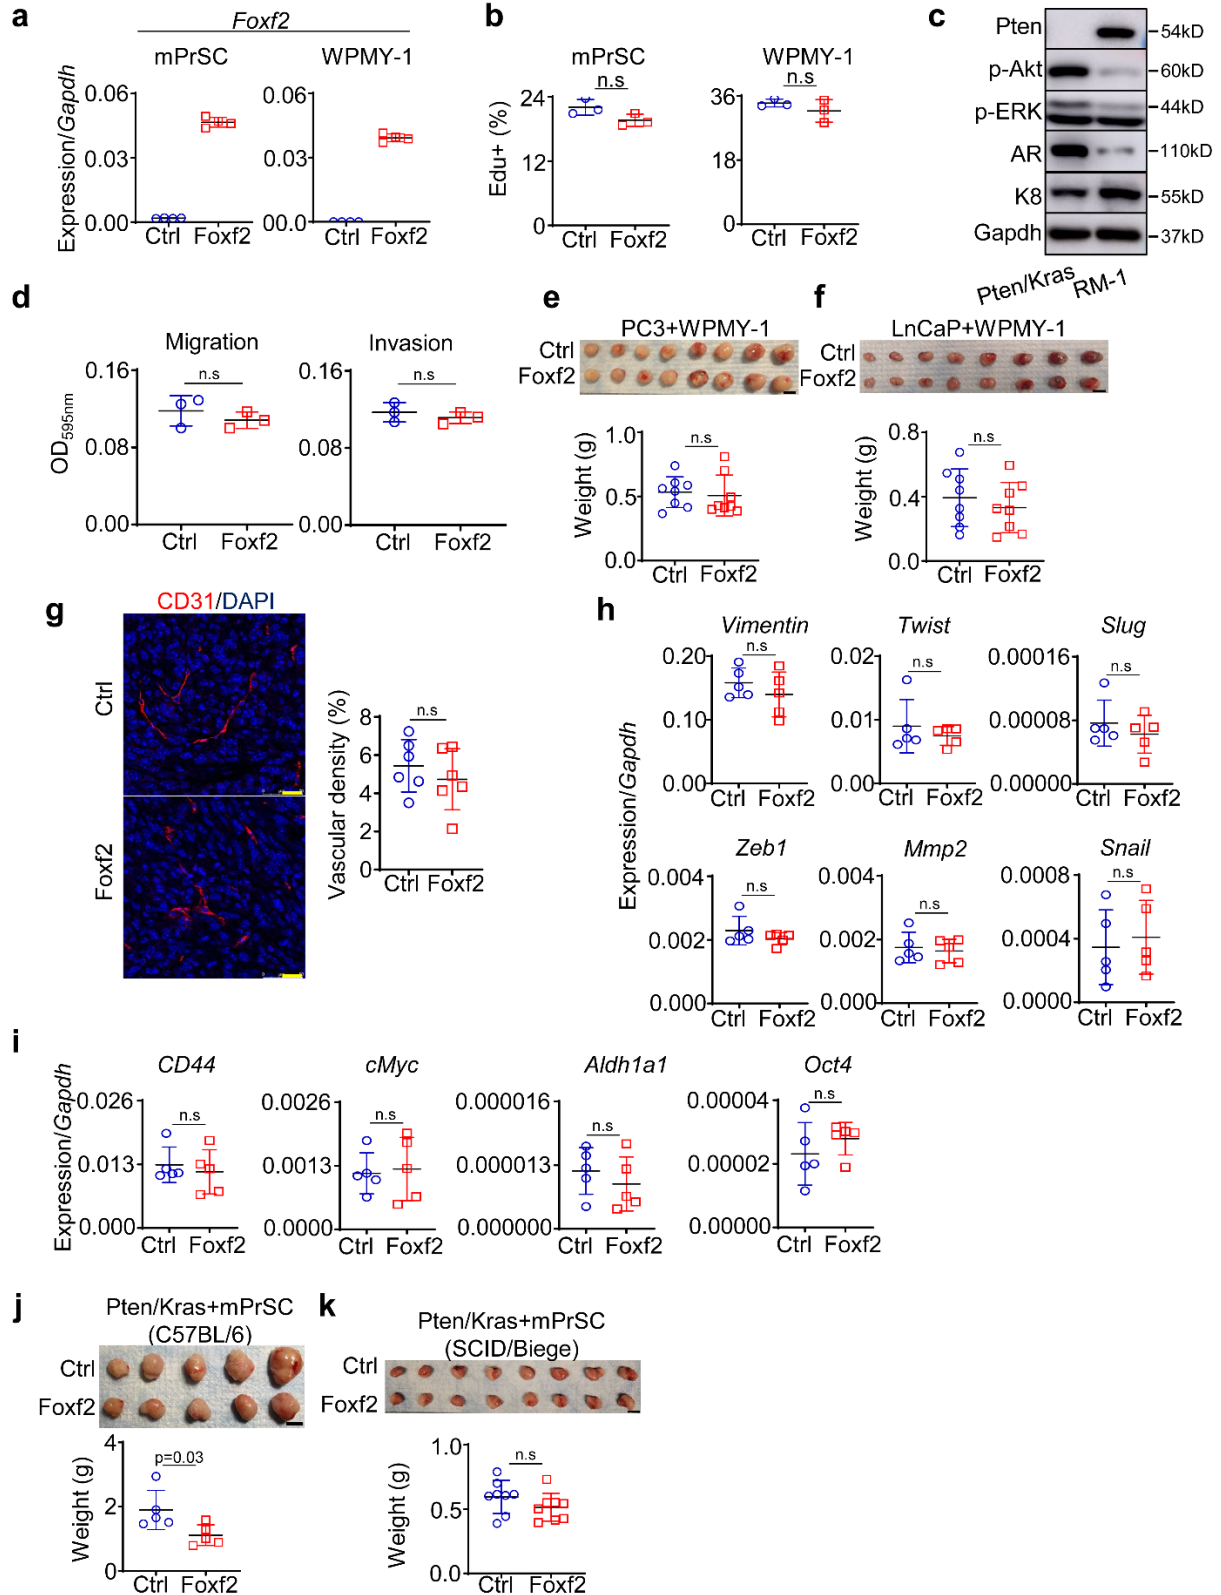 a
Foxf2
mPrSC
WPMY-1
Expression/Gapdh
0.06
0.03
0.00
Ctrl
Foxf2
0.06
0.03
0.00
Ctrl
Foxf2
b
mPrSC
WPMY-1
Edu+ (%)
n.s
24
12
0
Ctrl
Foxf2
n.s
36
18
0
Ctrl
Foxf2
c
Pten
54kD
p-Akt
60kD
p-ERK
44kD
AR
110kD
K8
55kD
Gapdh
37kD
Pten/Kras
RM-1
d
Migration
Invasion
OD595nm
n.s
0.16
0.08
0.00
Ctrl
Foxf2
n.s
0.16
0.08
0.00
Ctrl
Foxf2
e
PC3+WPMY-1
Ctrl
Foxf2
Weight (g)
n.s
1.0
0.5
0.0
Ctrl
Foxf2
f
LnCaP+WPMY-1
Ctrl
Foxf2
Weight (g)
n.s
0.8
0.4
0.0
Ctrl
Foxf2
g
CD31/DAPI
Ctrl
Foxf2
Vascular density (%)
n.s
8
6
4
2
0
Ctrl
Foxf2
h
Expression/Gapdh
Vimentin
n.s
0.20
0.10
0.00
Ctrl
Foxf2
Twist
n.s
0.02
0.01
0.00
Ctrl
Foxf2
Slug
n.s
0.00016
0.00008
0.00000
Ctrl
Foxf2
Zeb1
n.s
0.004
0.002
0.000
Ctrl
Foxf2
Mmp2
n.s
0.004
0.002
0.000
Ctrl
Foxf2
Snail
n.s
0.0008
0.0004
0.0000
Ctrl
Foxf2
i
Expression/Gapdh
CD44
n.s
0.026
0.013
0.000
Ctrl
Foxf2
cMyc
n.s
0.0026
0.0013
0.0000
Ctrl
Foxf2
Aldh1a1
n.s
0.000016
0.000013
0.000000
Ctrl
Foxf2
Oct4
n.s
0.00004
0.00002
0.00000
Ctrl
Foxf2
j
Pten/Kras+mPrSC
(C57BL/6)
Ctrl
Foxf2
Weight (g)
p=0.03
4
2
0
Ctrl
Foxf2
k
Pten/Kras+mPrSC
(SCID/Biege)
Ctrl
Foxf2
Weight (g)
n.s
1.0
0.5
0.0
Ctrl
Foxf2